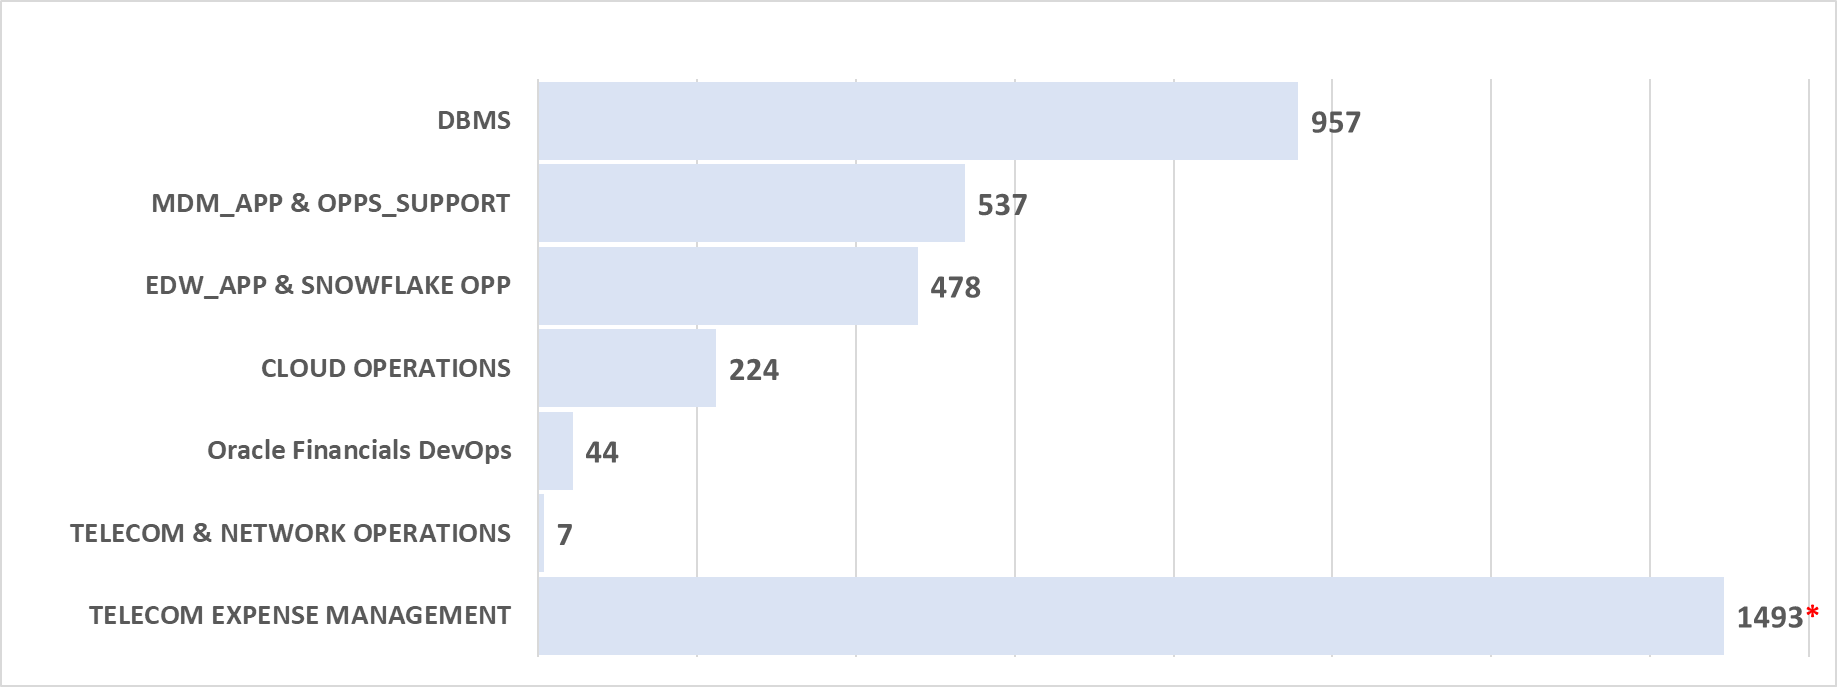 DBMS 957
MDM_APP & OPPS_SUPPORT 537
EDW_APP & SNOWFLAKE OPP 478
CLOUD OPERATIONS 224
Oracle Financials DevOps 44
TELECOM & NETWORK OPERATIONS 7
TELECOM EXPENSE MANAGEMENT 1493*